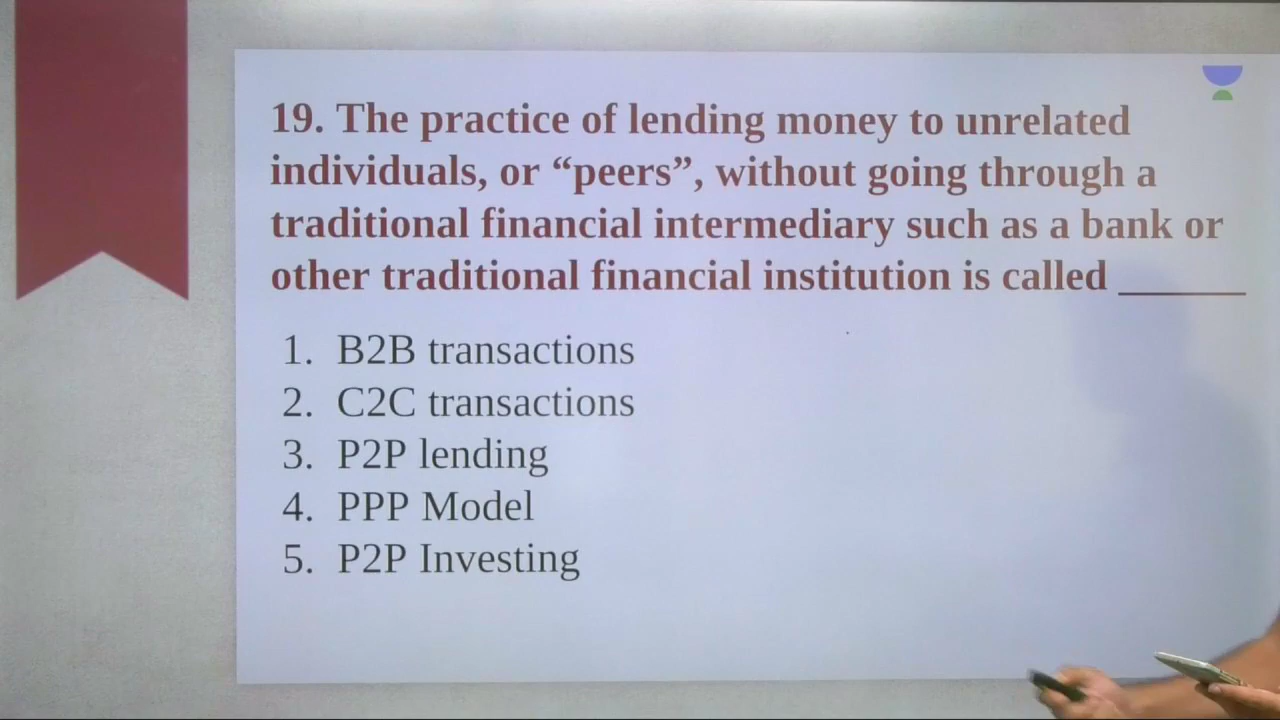 19. The practice of lending money to unrelated
individuals, or “peers”, without going through a
traditional financial intermediary such as a bank or
other traditional financial institution is called ______
1. B2B transactions
2. C2C transactions
3. P2P lending
4. PPP Model
5. P2P Investing